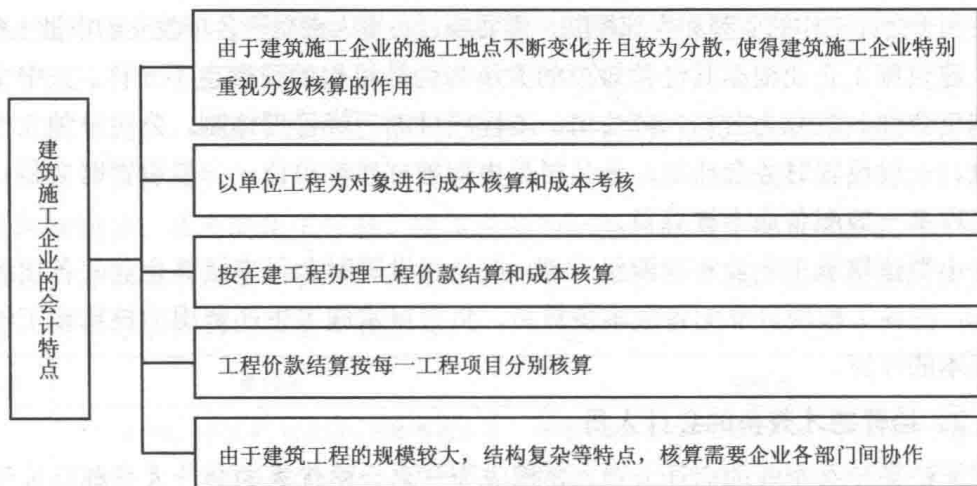 建筑施工企业的会计特点
由于建筑施工企业的施工地点不断变化并且较为分散，使得建筑施工企业特别
重视分级核算的作用
以单位工程为对象进行成本核算和成本考核
按在建工程办理工程价款结算和成本核算
工程价款结算按每一工程项目分别核算
由于建筑工程的规模较大，结构复杂等特点，核算需要企业各部门间协作